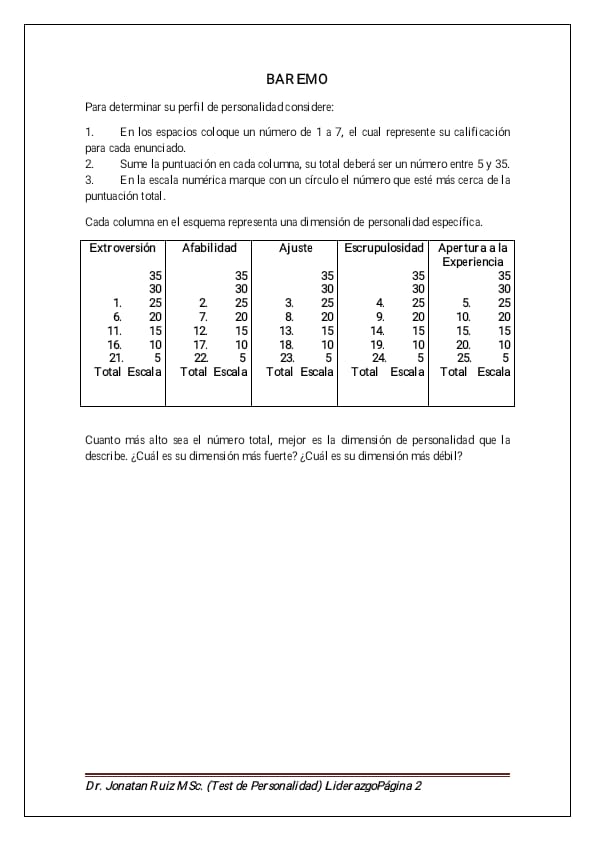 BAREMO
Para determinar su perfil de personalidad considere:
1. En los espacios coloque un número de 1 a 7, el cual represente su calificación
para cada enunciado.
2. Sume la puntuación en cada columna, su total deberá ser un número entre 5 y 35.
3. En la escala numérica marque con un círculo el número que esté más cerca de la
puntuación total.
Cada columna en el esquema representa una dimensión de personalidad específica.
Extroversión Afabilidad Ajuste Escrupulosidad Apertura a la
Experiencia
35 35 35 35 35
30 30 30 30 30
1. 25 2. 25 3. 25 4. 25 5. 25
6. 20 7. 20 8. 20 9. 20 10. 20
11. 15 12. 15 13. 15 14. 15 15. 15
16. 10 17. 10 18. 10 19. 10 20. 10
21. 5 22. 5 23. 5 24. 5 25. 5
Total Escala Total Escala Total Escala Total Escala Total Escala
Cuanto más alto sea el número total, mejor es la dimensión de personalidad que la
describe. ¿Cuál es su dimensión más fuerte? ¿Cuál es su dimensión más débil?
Dr. Jonatan Ruiz MSc. (Test de Personalidad) LiderazgoPágina 2